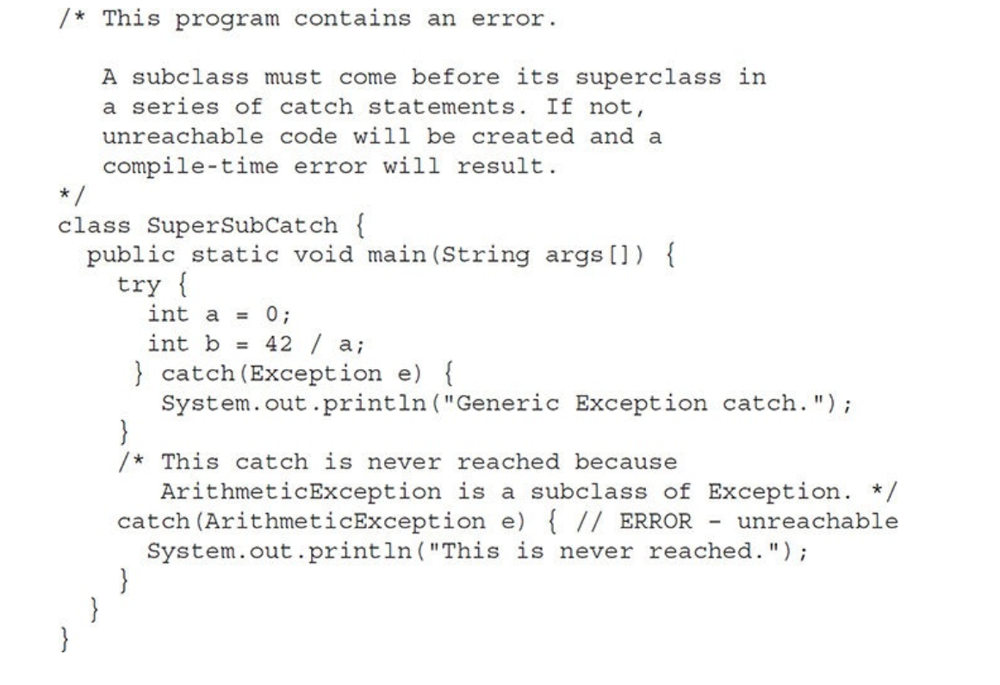 /* This program contains an error.
A subclass must come before its superclass in
a series of catch statements. If not,
unreachable code will be created and a
compile-time error will result.
*/
class SuperSubCatch {
public static void main(String args[]) {
try {
int a = 0;
int b = 42 / a;
} catch(Exception e) {
System.out.println("Generic Exception catch.");
}
/* This catch is never reached because
ArithmeticException is a subclass of Exception. */
catch(ArithmeticException e) { // ERROR - unreachable
System.out.println("This is never reached.");
}
}
}